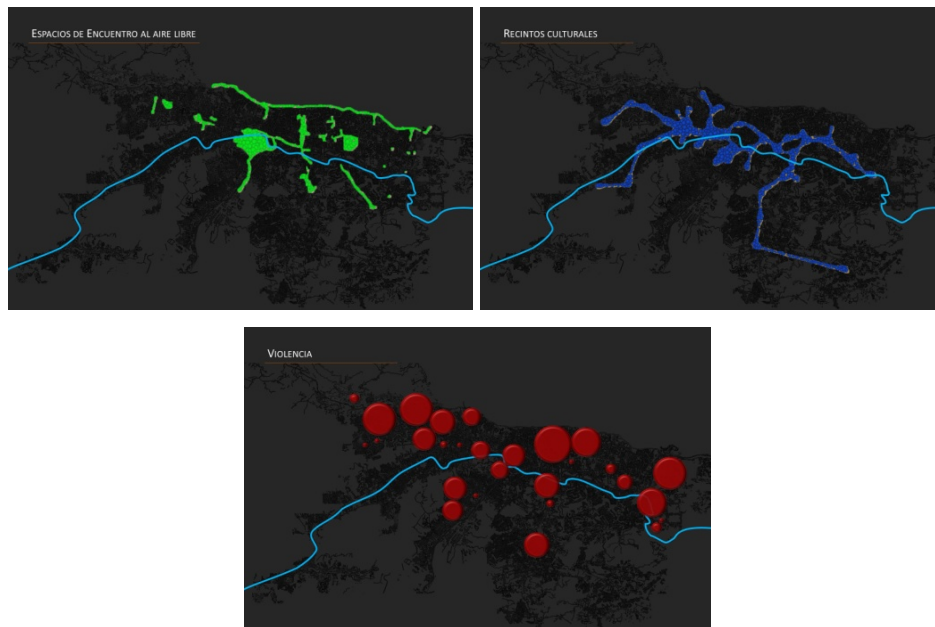 ESPACIOS DE ENCUENTRO AL AIRE LIBRE
RECINTOS CULTURALES
VIOLENCIA